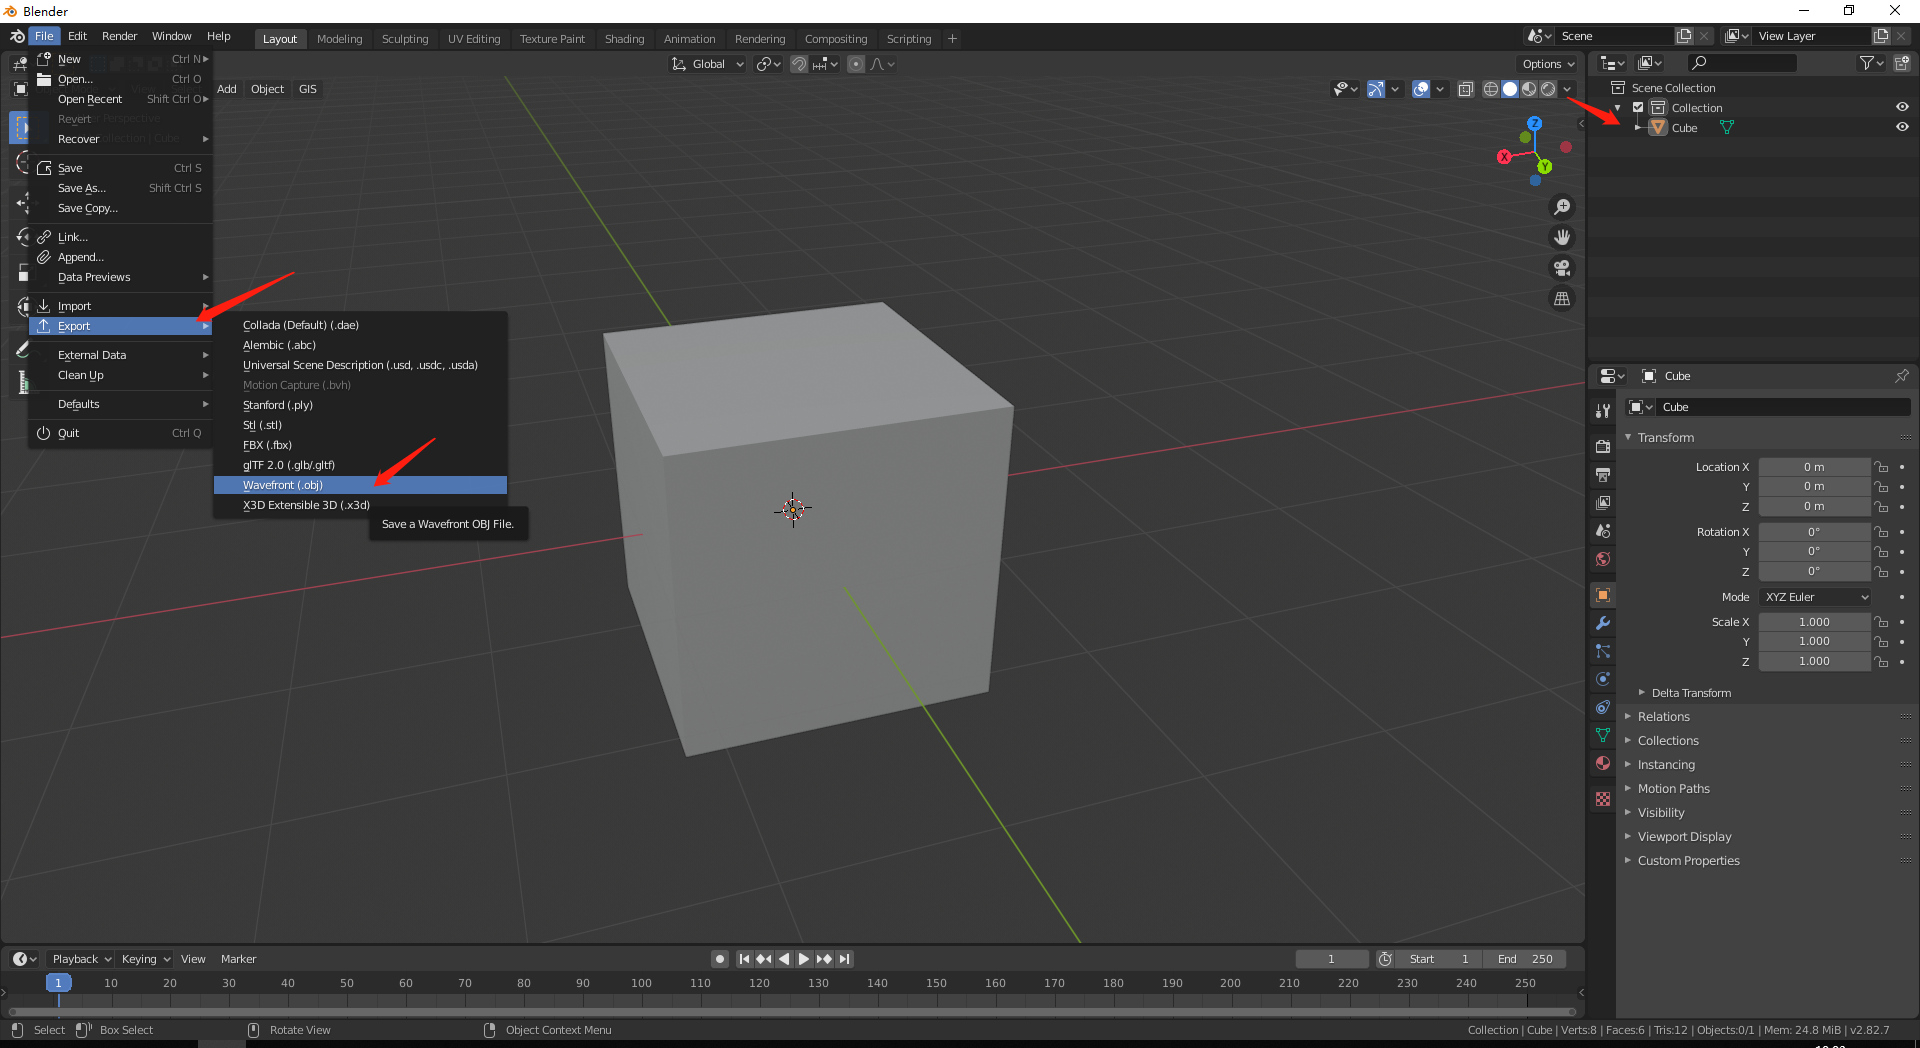 Blender
File Edit Render Window Help Layout Modeling Sculpting UV Editing Texture Paint Shading Animation Rendering Compositing Scripting + Scene View Layer
New Ctrl N
Open... Ctrl O
Open Recent Shift Ctrl O
Revert
Recover
Save Ctrl S
Save As... Shift Ctrl S
Save Copy...
Link...
Append...
Data Previews
Import
Export
External Data
Clean Up
Defaults
Quit Ctrl Q
Collada (Default) (.dae)
Alembic (.abc)
Universal Scene Description (.usd, .usdc, .usda)
Motion Capture (.bvh)
Stanford (.ply)
Stl (.stl)
FBX (.fbx)
glTF 2.0 (.glb/.gltf)
Wavefront (.obj)
X3D Extensible 3D (.x3d)
Save a Wavefront OBJ File.
Global Options
Add Object GIS
Perspective
Collection | Cube
Z
X
Y
Scene Collection
Collection
Cube
Cube
Cube
Transform
Location X 0 m
Y 0 m
Z 0 m
Rotation X 0°
Y 0°
Z 0°
Mode XYZ Euler
Scale X 1.000
Y 1.000
Z 1.000
Delta Transform
Relations
Collections
Instancing
Motion Paths
Visibility
Viewport Display
Custom Properties
Playback Keying View Marker 1 Start 1 End 250
1 10 20 30 40 50 60 70 80 90 100 110 120 130 140 150 160 170 180 190 200 210 220 230 240 250
Select Box Select Rotate View Object Context Menu Collection | Cube | Verts:8 | Faces:6 | Tris:12 | Objects:0/1 | Mem: 24.8 MiB | v2.82.7